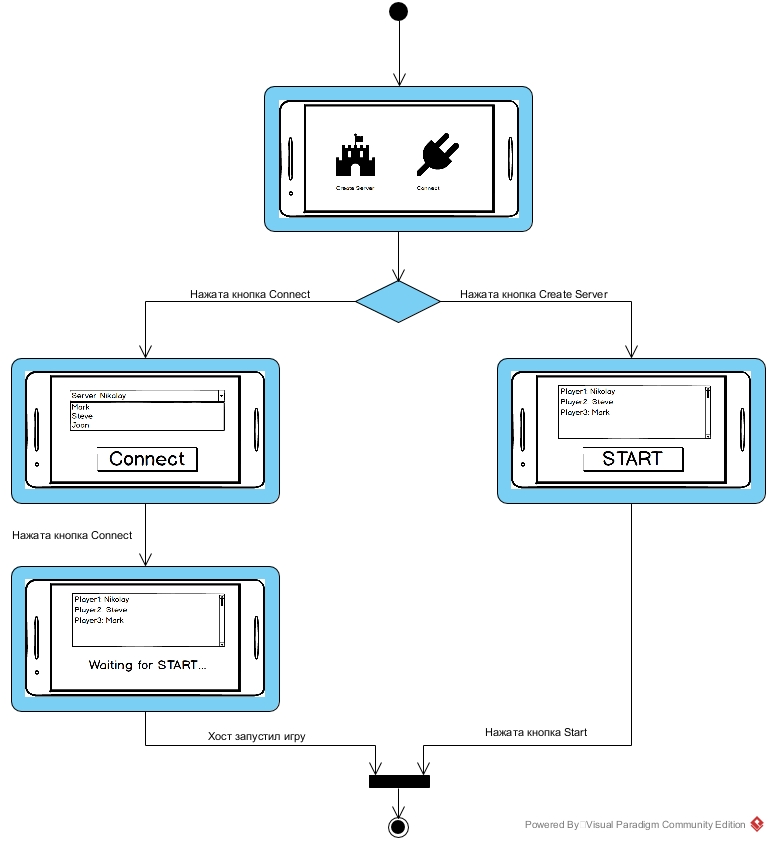 Create Server
Connect
Нажата кнопка Connect
Нажата кнопка Create Server
Server: Nikolay
Mark
Steve
Joan
Connect
Player1: Nikolay
Player2: Steve
Player3: Mark
START
Нажата кнопка Connect
Player1: Nikolay
Player2: Steve
Player3: Mark
Waiting for START...
Хост запустил игру
Нажата кнопка Start
Powered By Visual Paradigm Community Edition